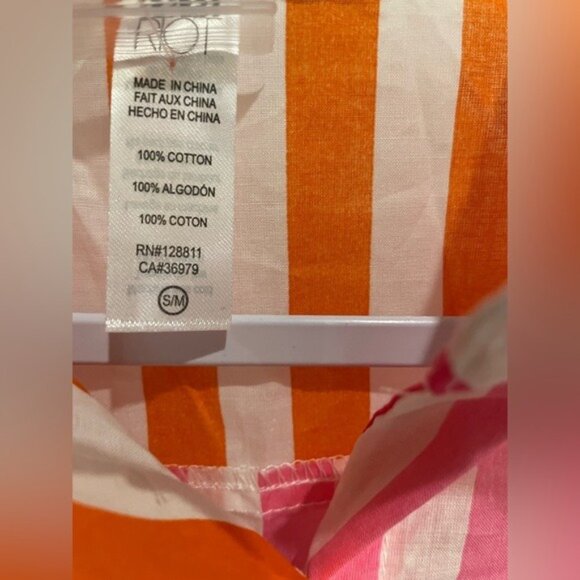 RIOT
MADE IN CHINA
FAIT AUX CHINA
HECHO EN CHINA
100% COTTON
100% ALGODÓN
100% COTON
RN#128811
CA#36979
S/M